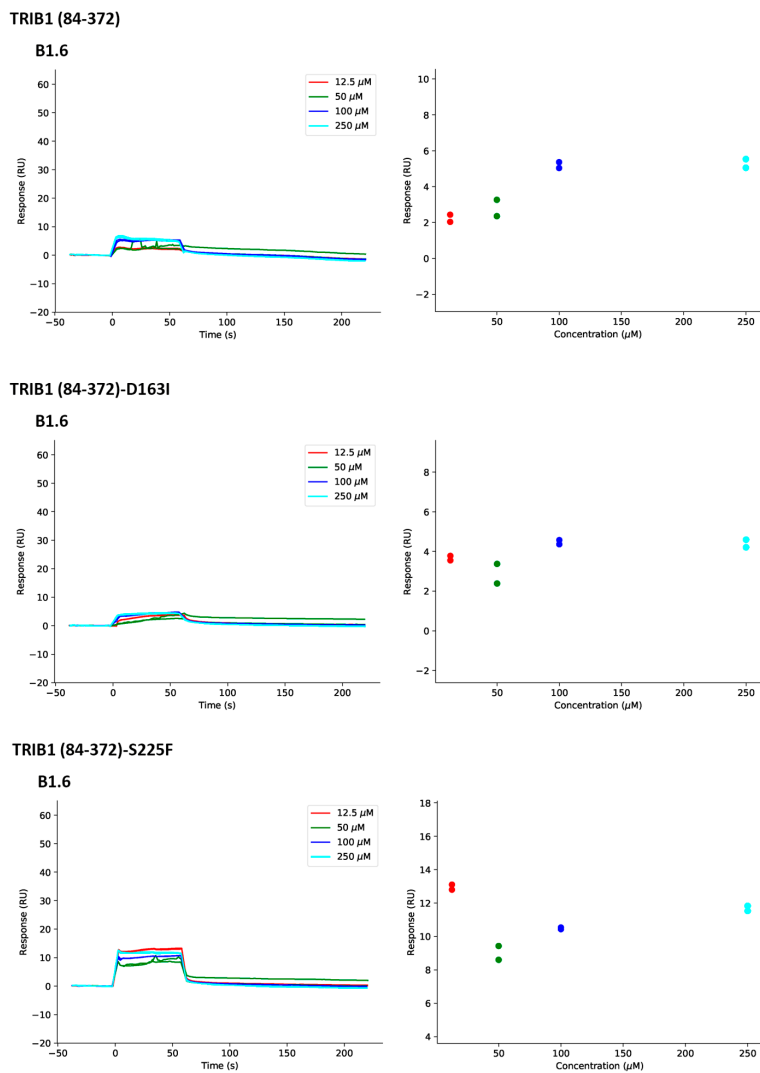 TRIB1 (84-372)
B1.6
60
50
40
30
20
10
0
−10
−20
Response (RU)
12.5 μM
50 μM
100 μM
250 μM
−50
0
50
100
150
200
Time (s)
10
8
6
4
2
0
−2
Response (RU)
50
100
150
200
250
Concentration (μM)
TRIB1 (84-372)-D163I
B1.6
60
50
40
30
20
10
0
−10
−20
Response (RU)
12.5 μM
50 μM
100 μM
250 μM
−50
0
50
100
150
200
Time (s)
8
6
4
2
0
−2
Response (RU)
50
100
150
200
250
Concentration (μM)
TRIB1 (84-372)-S225F
B1.6
60
50
40
30
20
10
0
−10
−20
Response (RU)
12.5 μM
50 μM
100 μM
250 μM
−50
0
50
100
150
200
Time (s)
18
16
14
12
10
8
6
4
Response (RU)
50
100
150
200
250
Concentration (μM)